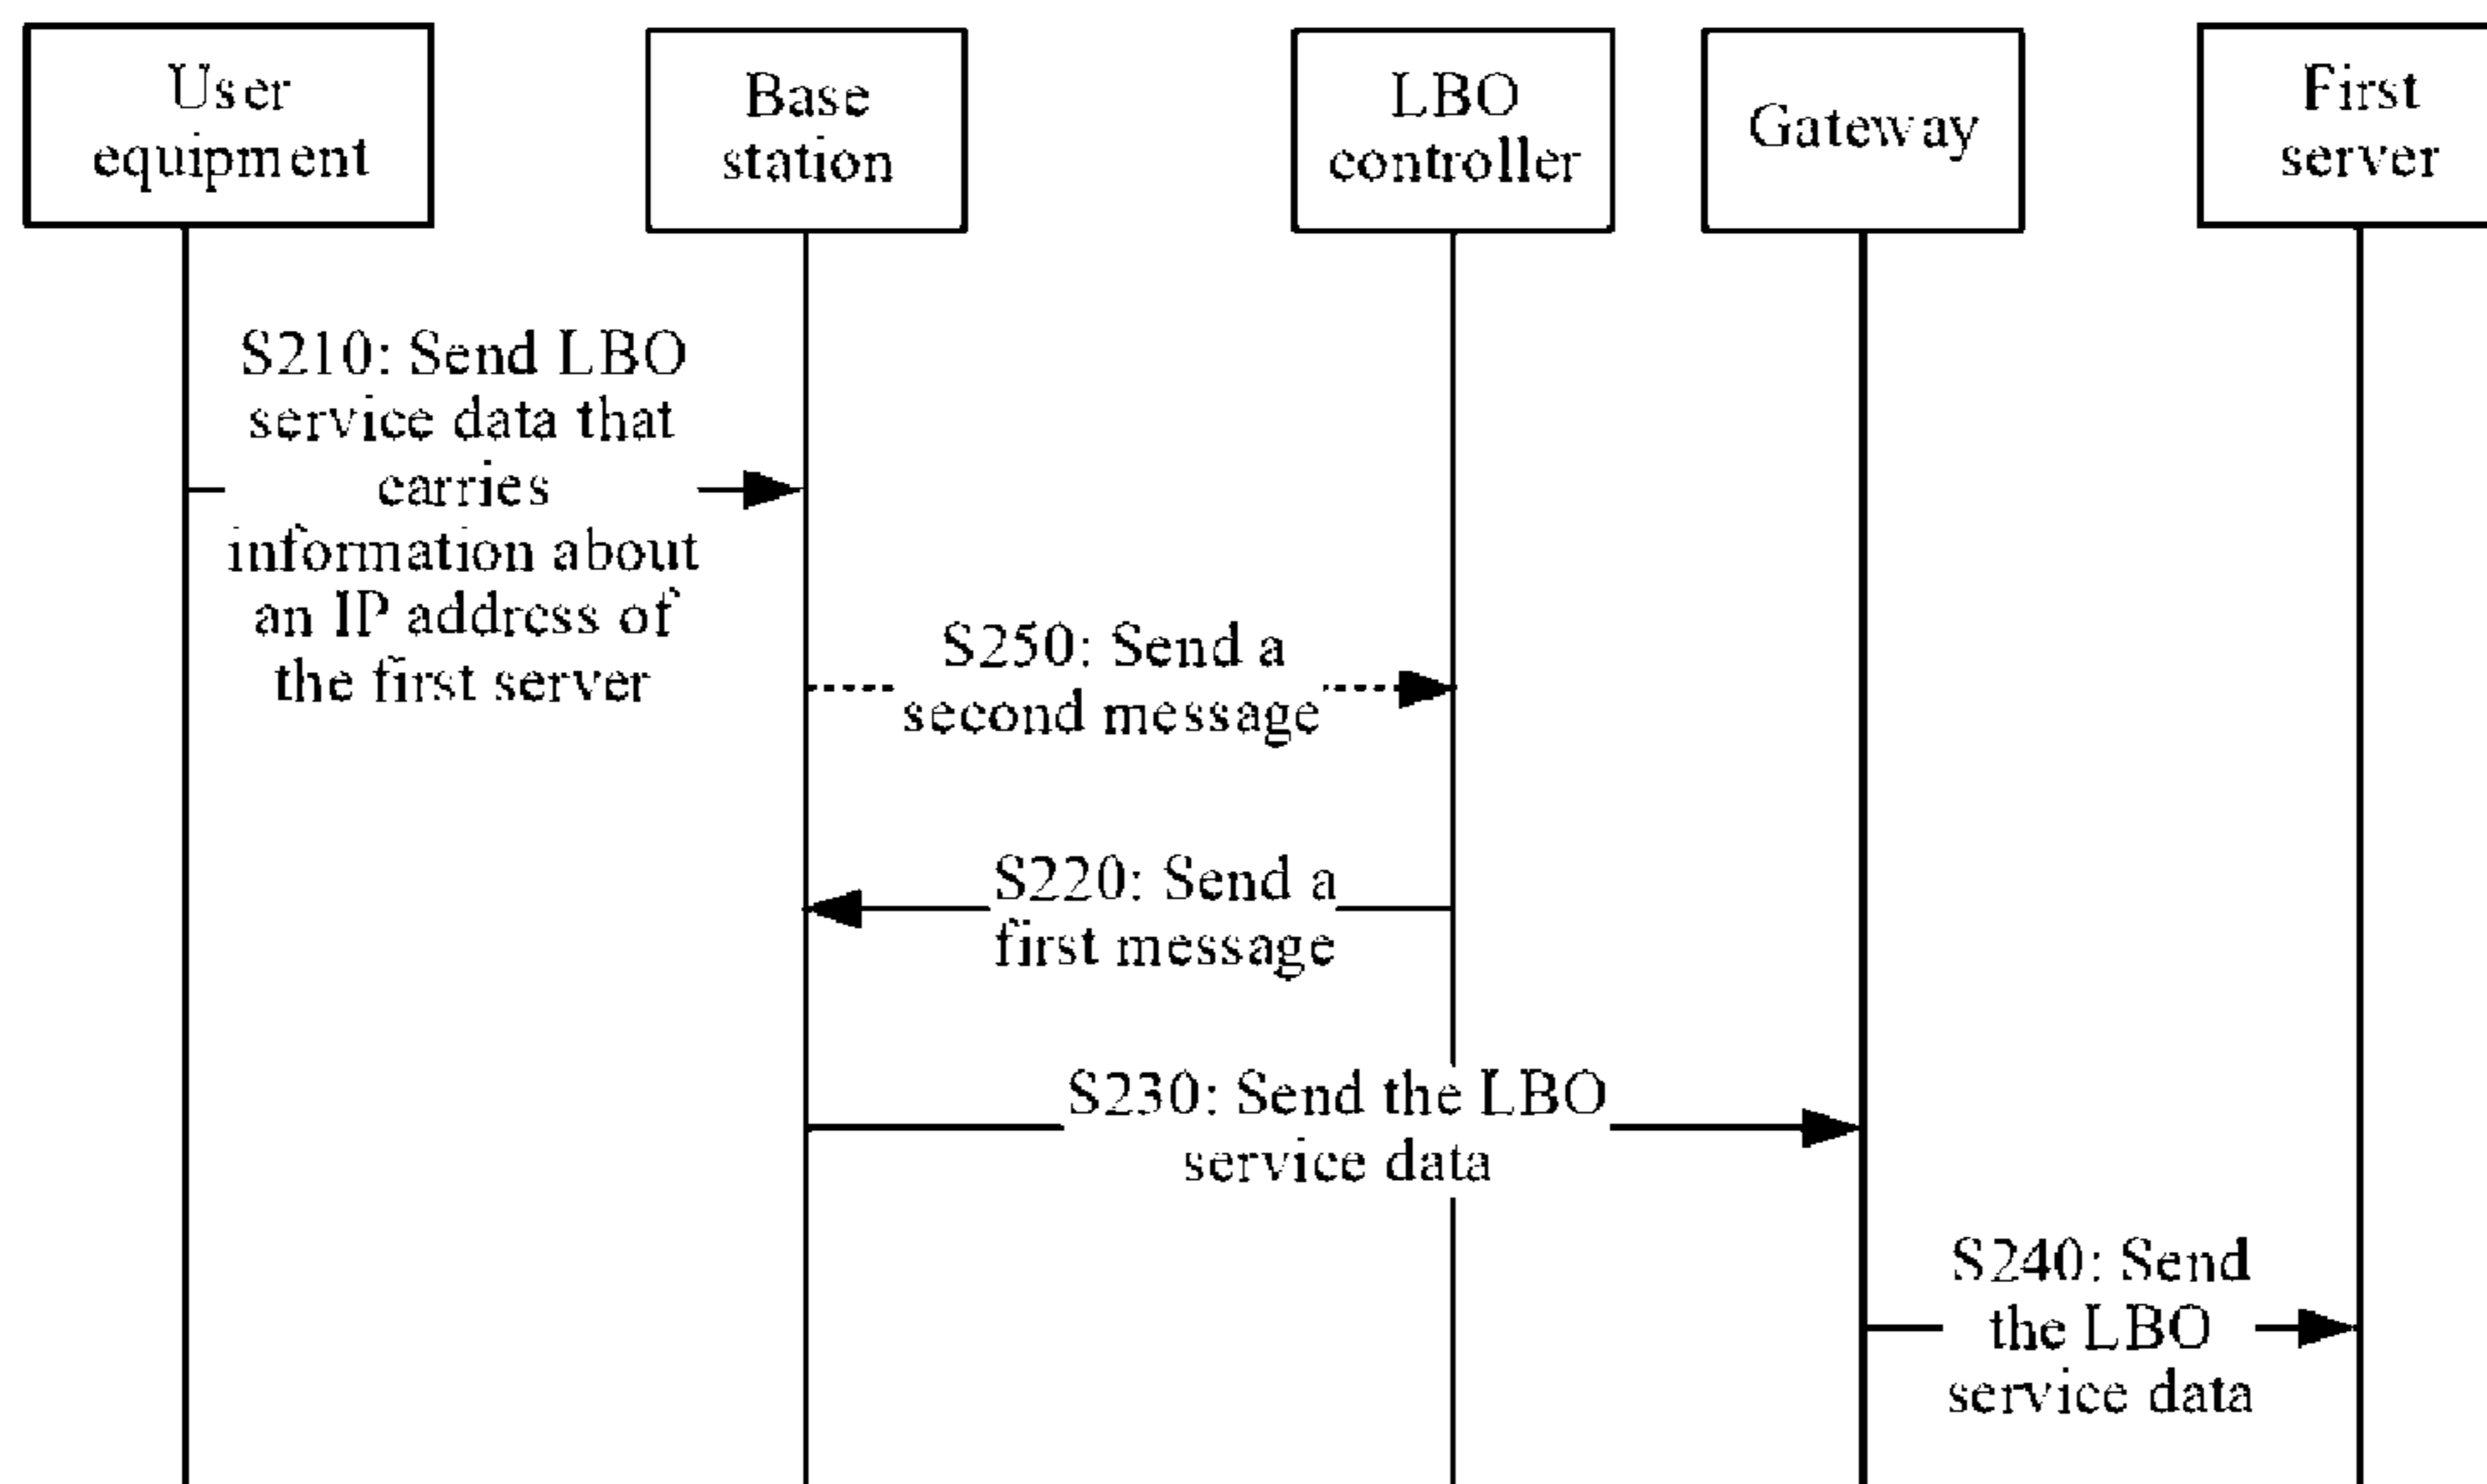 User
equipment
Base
station
LBO
controller
Gateway
First
server
S210: Send LBO
service data that
carries
information about
an IP address of
the first server
S250: Send a
second message
S220: Send a
first message
S230: Send the LBO
service data
S240: Send
the LBO
service data